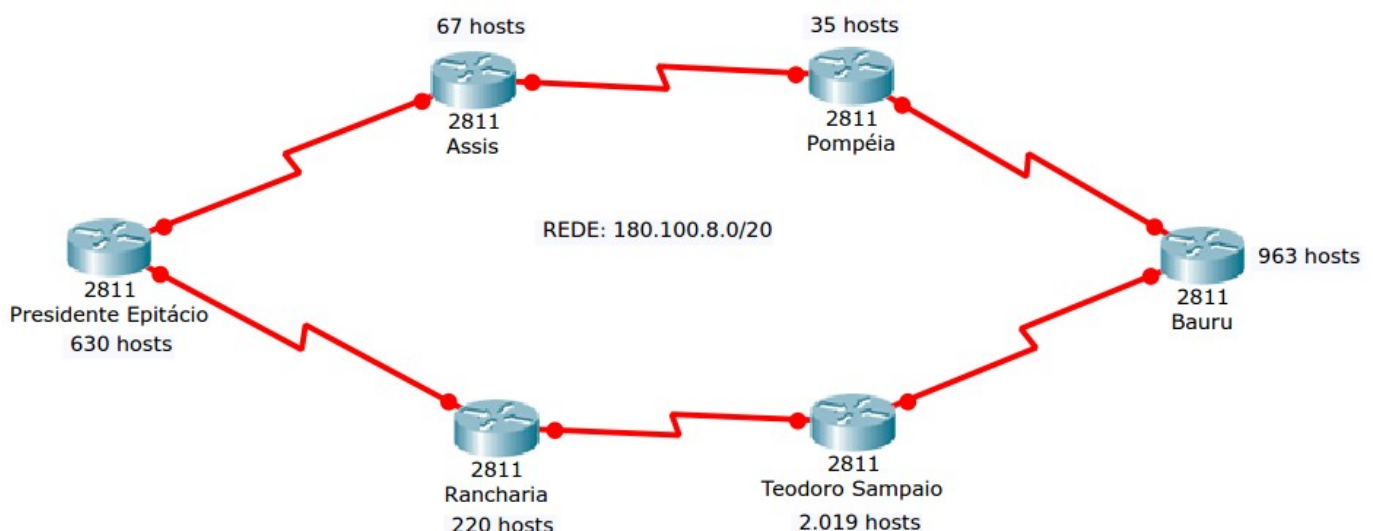 67 hosts
35 hosts
2811
Assis
2811
Pompéia
REDE: 180.100.8.0/20
963 hosts
2811
Presidente Epitácio
630 hosts
2811
Bauru
2811
Rancharia
220 hosts
2811
Teodoro Sampaio
2.019 hosts